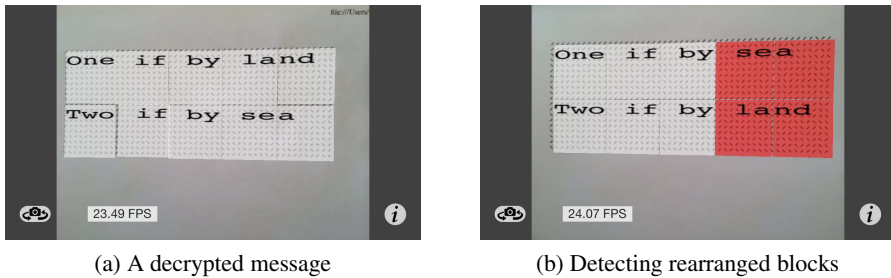 file:///Users/
One if by land
Two if by sea
23.49 FPS
i
(a) A decrypted message
One if by sea
Two if by land
24.07 FPS
i
(b) Detecting rearranged blocks